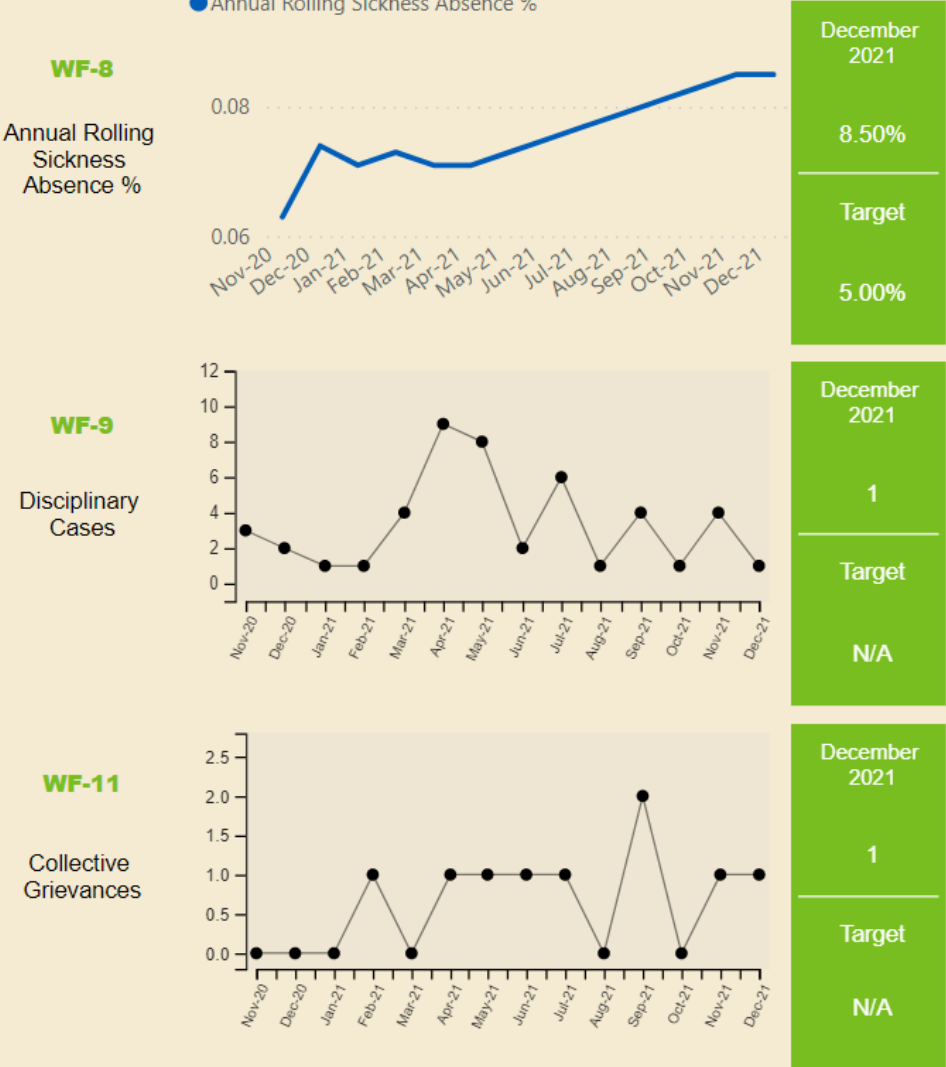 Annual Rolling Sickness Absence %
WF-8
Annual Rolling
Sickness
Absence %
0.08
0.06
Nov-20
Dec-20
Jan-21
Feb-21
Mar-21
Apr-21
May-21
Jun-21
Jul-21
Aug-21
Sep-21
Oct-21
Nov-21
Dec-21
December
2021
8.50%
Target
5.00%
WF-9
Disciplinary
Cases
12
10
8
6
4
2
0
Nov-20
Dec-20
Jan-21
Feb-21
Mar-21
Apr-21
May-21
Jun-21
Jul-21
Aug-21
Sep-21
Oct-21
Nov-21
Dec-21
December
2021
1
Target
N/A
WF-11
Collective
Grievances
2.5
2.0
1.5
1.0
0.5
0.0
Nov-20
Dec-20
Jan-21
Feb-21
Mar-21
Apr-21
May-21
Jun-21
Jul-21
Aug-21
Sep-21
Oct-21
Nov-21
Dec-21
December
2021
1
Target
N/A